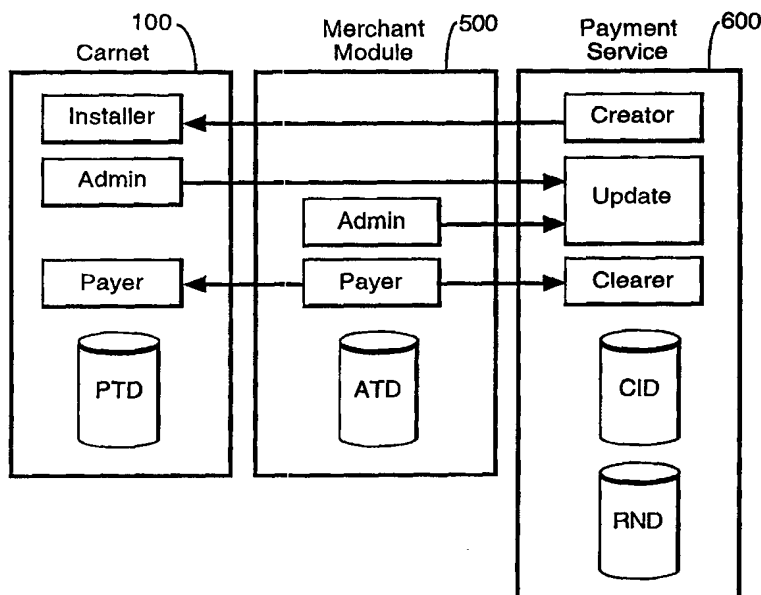 100
Carnet
Merchant
Module
500
Payment
Service
600
Installer
Creator
Admin
Update
Admin
Payer
Payer
Clearer
PTD
ATD
CID
RND